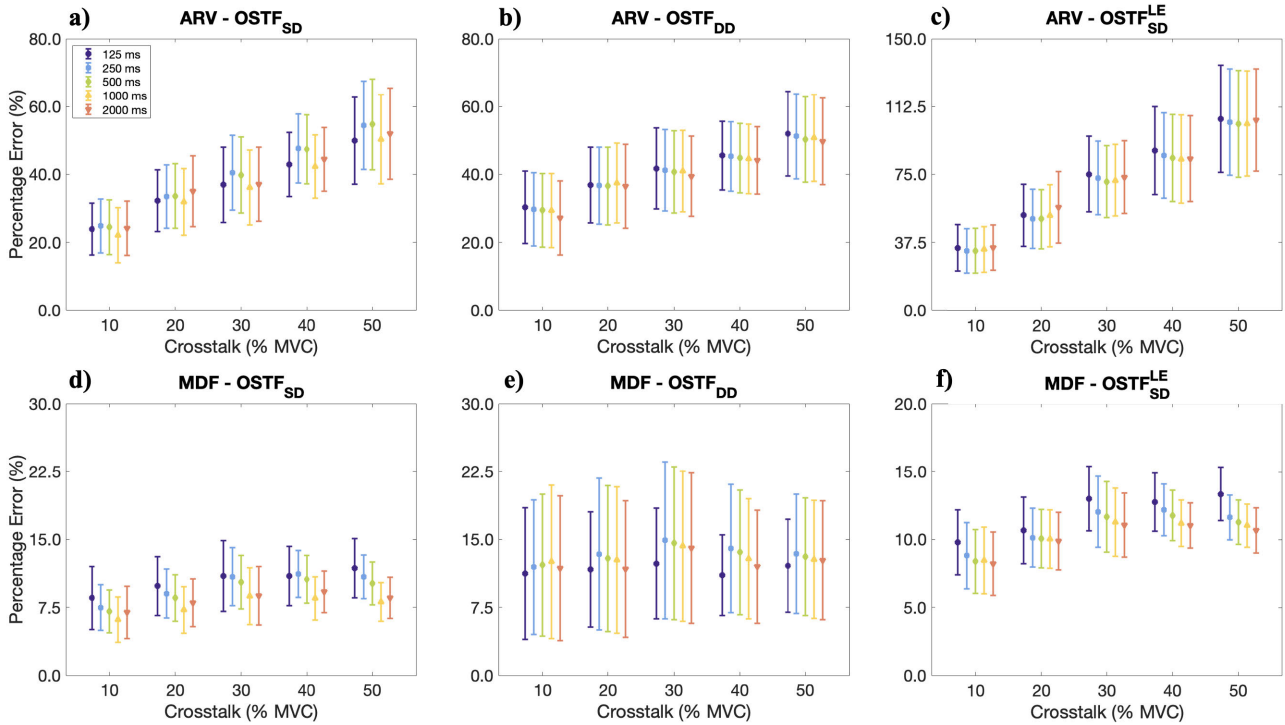 a) ARV - OSTF_SD
80.0
60.0
40.0
20.0
0.0
Percentage Error (%)
125 ms
250 ms
500 ms
1000 ms
2000 ms
10 20 30 40 50
Crosstalk (% MVC)
b) ARV - OSTF_DD
80.0
60.0
40.0
20.0
0.0
10 20 30 40 50
Crosstalk (% MVC)
c) ARV - OSTF_SD^LE
150.0
112.5
75.0
37.5
0.0
10 20 30 40 50
Crosstalk (% MVC)
d) MDF - OSTF_SD
30.0
22.5
15.0
7.5
0.0
Percentage Error (%)
10 20 30 40 50
Crosstalk (% MVC)
e) MDF - OSTF_DD
30.0
22.5
15.0
7.5
0.0
10 20 30 40 50
Crosstalk (% MVC)
f) MDF - OSTF_SD^LE
20.0
15.0
10.0
5.0
0.0
10 20 30 40 50
Crosstalk (% MVC)